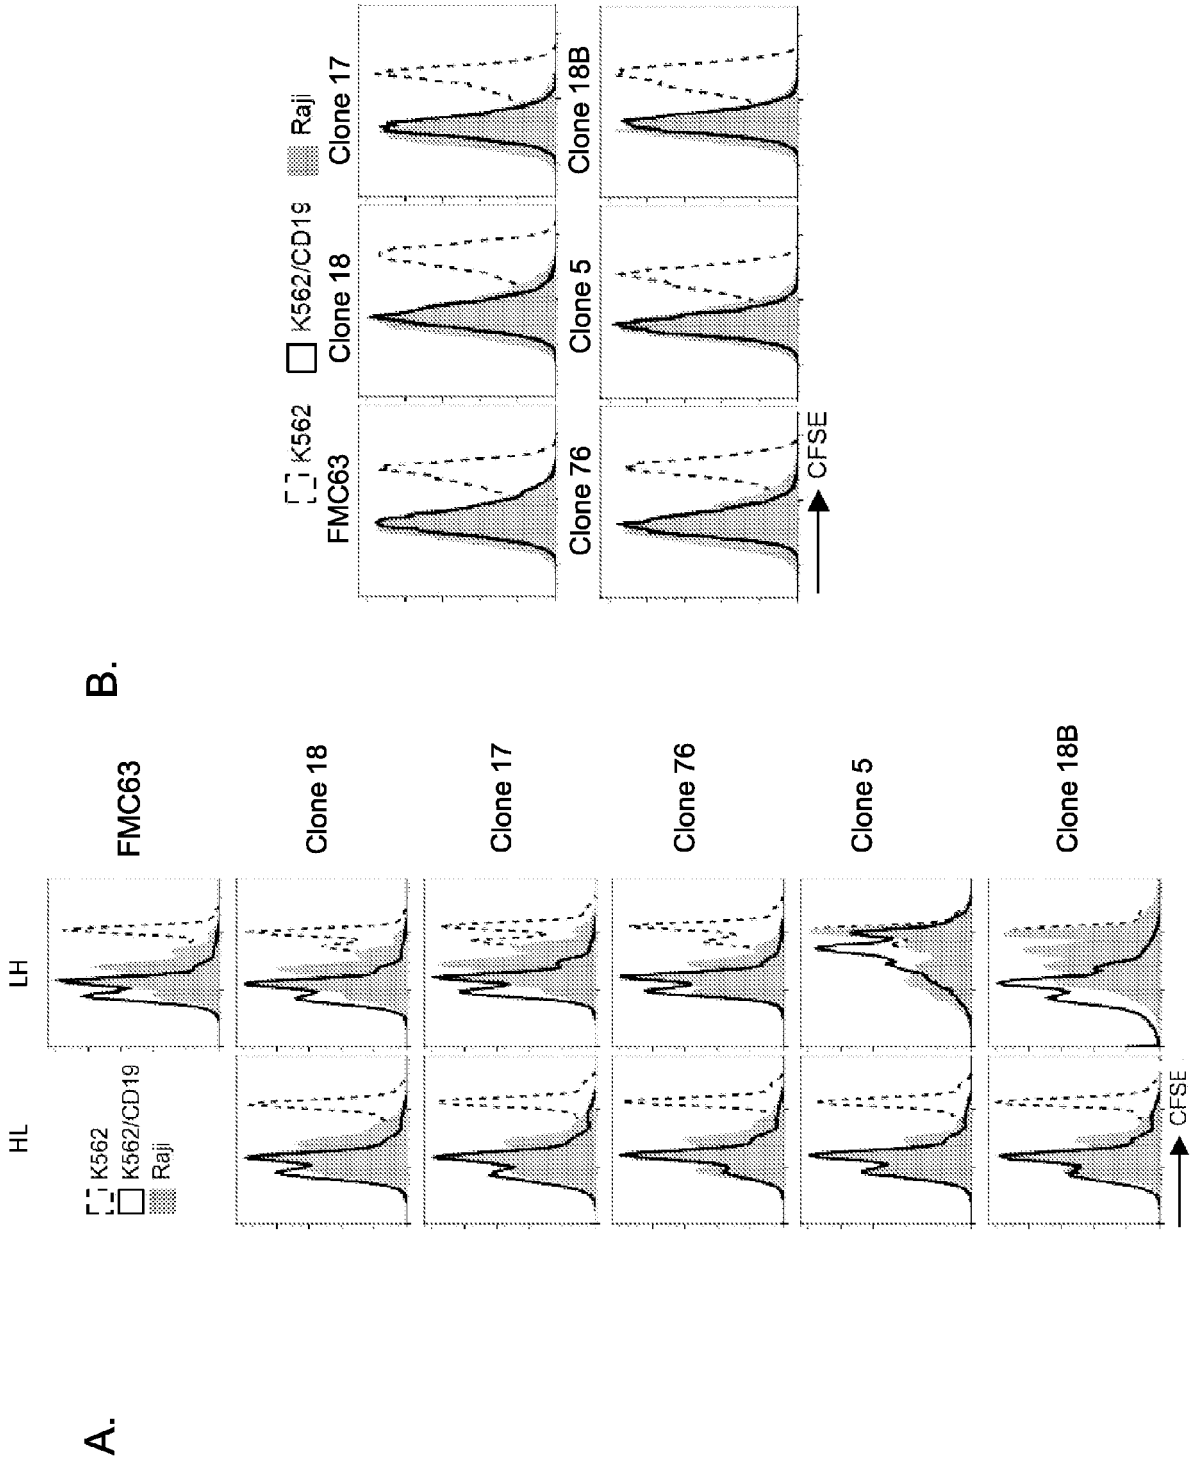 A.
HL
LH
K562
K562/CD19
Raji
FMC63
Clone 18
Clone 17
Clone 76
Clone 5
Clone 18B
CFSE
B.
K562 K562/CD19 Raji
FMC63 Clone 18 Clone 17
Clone 76 Clone 5 Clone 18B
CFSE